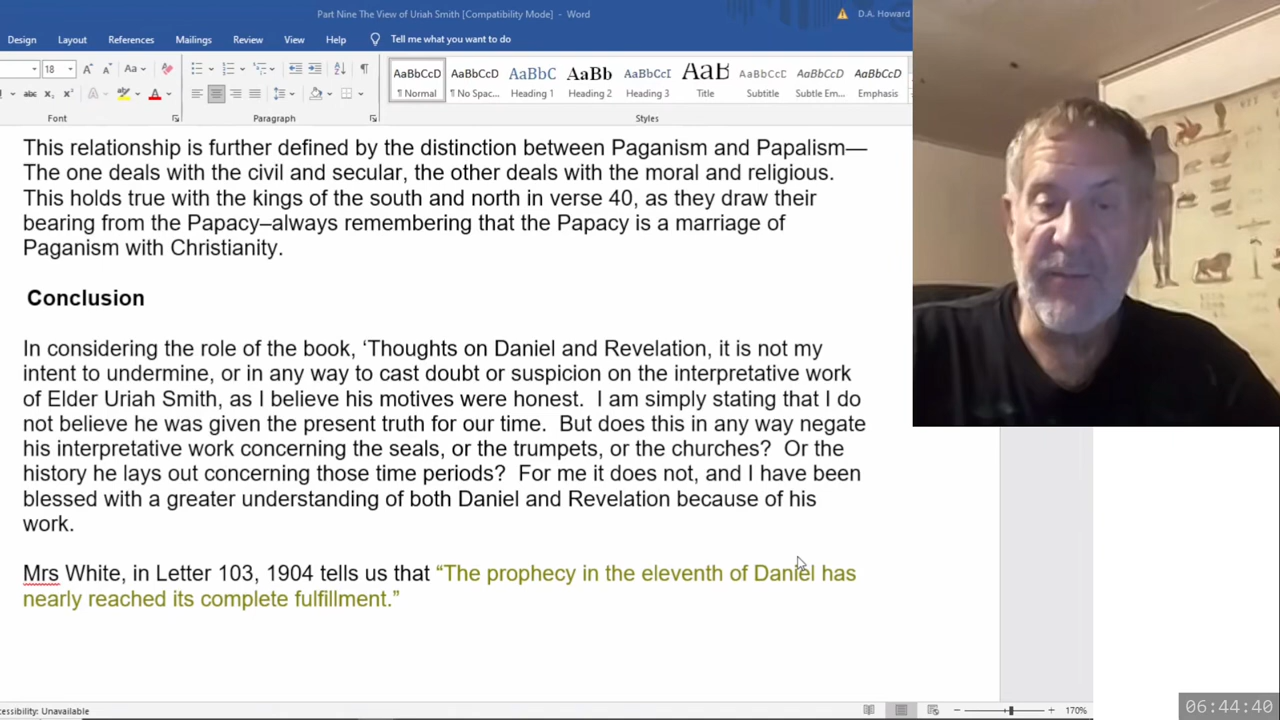 Part Nine The View of Uriah Smith [Compatibility Mode] - Word
D.A. Howard
Design Layout References Mailings Review View Help Tell me what you want to do
18
Aa
abc
AaBbCcD AaBbCcD AaBbC AaBb AaBbCcI AaB AaBbCcD AaBbCcD AaBbCcD
¶ Normal ¶ No Spac... Heading 1 Heading 2 Heading 3 Title Subtitle Subtle Em... Emphasis
Font Paragraph Styles
This relationship is further defined by the distinction between Paganism and Papalism—
The one deals with the civil and secular, the other deals with the moral and religious.
This holds true with the kings of the south and north in verse 40, as they draw their
bearing from the Papacy–always remembering that the Papacy is a marriage of
Paganism with Christianity.
Conclusion
In considering the role of the book, ‘Thoughts on Daniel and Revelation, it is not my
intent to undermine, or in any way to cast doubt or suspicion on the interpretative work
of Elder Uriah Smith, as I believe his motives were honest. I am simply stating that I do
not believe he was given the present truth for our time. But does this in any way negate
his interpretative work concerning the seals, or the trumpets, or the churches? Or the
history he lays out concerning those time periods? For me it does not, and I have been
blessed with a greater understanding of both Daniel and Revelation because of his
work.
Mrs White, in Letter 103, 1904 tells us that “The prophecy in the eleventh of Daniel has
nearly reached its complete fulfillment.”
cessibility: Unavailable
170%
06:44:40